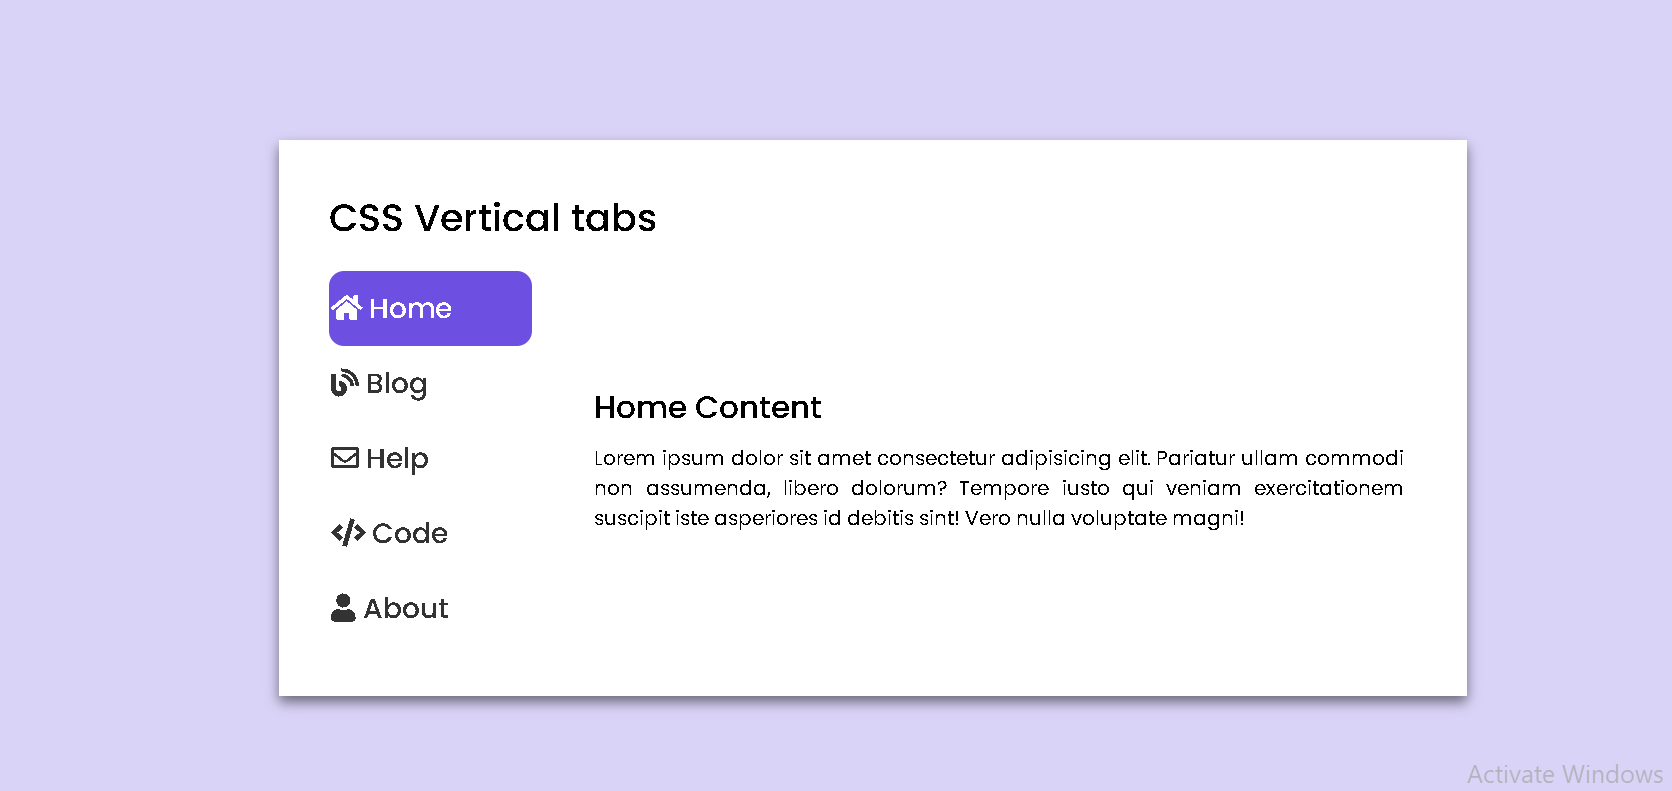 CSS Vertical tabs
Home
Blog
Help
Code
About
Home Content
Lorem ipsum dolor sit amet consectetur adipisicing elit. Pariatur ullam commodi
non assumenda, libero dolorum? Tempore iusto qui veniam exercitationem
suscipit iste asperiores id debitis sint! Vero nulla voluptate magni!
Activate Windows